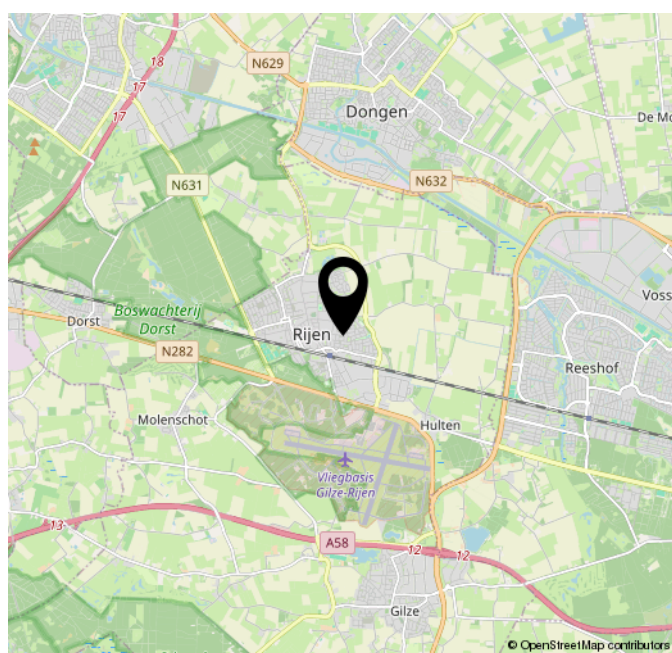 18
N629
17
Dongen
De Mo
17
N631
N632
Voss
Boswachterij
Dorst
Dorst
Rijen
N282
Reeshof
Molenschot
Hulten
Vliegbasis
Gilze-Rijen
13
A58
12
12
Gilze
© OpenStreetMap contributors